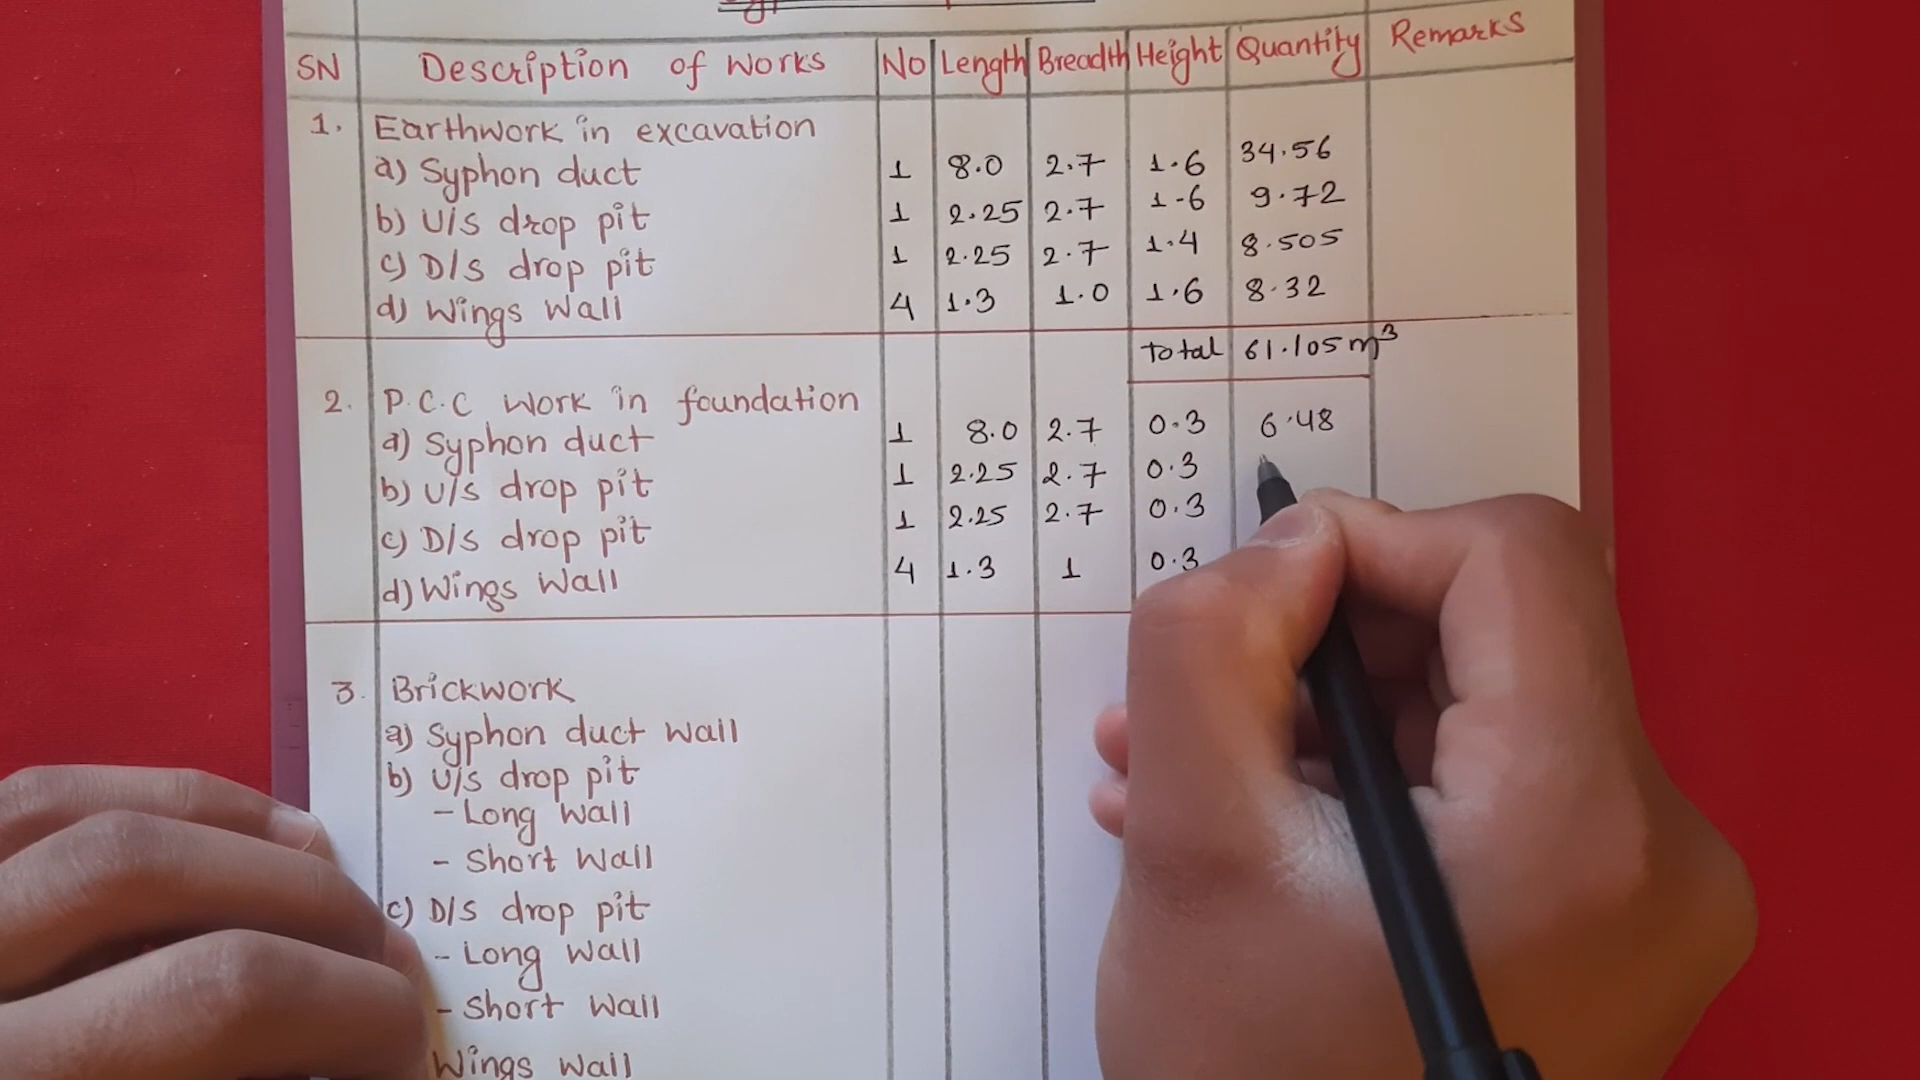 SN Description of Works No Length Breadth Height Quantity Remarks
1. Earthwork in excavation
a) Syphon duct 1 8.0 2.7 1.6 34.56
b) U/s drop pit 1 2.25 2.7 1.6 9.72
c) D/s drop pit 1 2.25 2.7 1.4 8.505
d) Wings Wall 4 1.3 1.0 1.6 8.32
Total 61.105 m³
2. P.C.C Work in foundation
a) Syphon duct 1 8.0 2.7 0.3 6.48
b) U/s drop pit 1 2.25 2.7 0.3
c) D/s drop pit 1 2.25 2.7 0.3
d) Wings Wall 4 1.3 1 0.3
3. Brickwork
a) Syphon duct Wall
b) U/s drop pit
- Long Wall
- Short Wall
c) D/s drop pit
- Long Wall
- Short Wall
Wings Wall